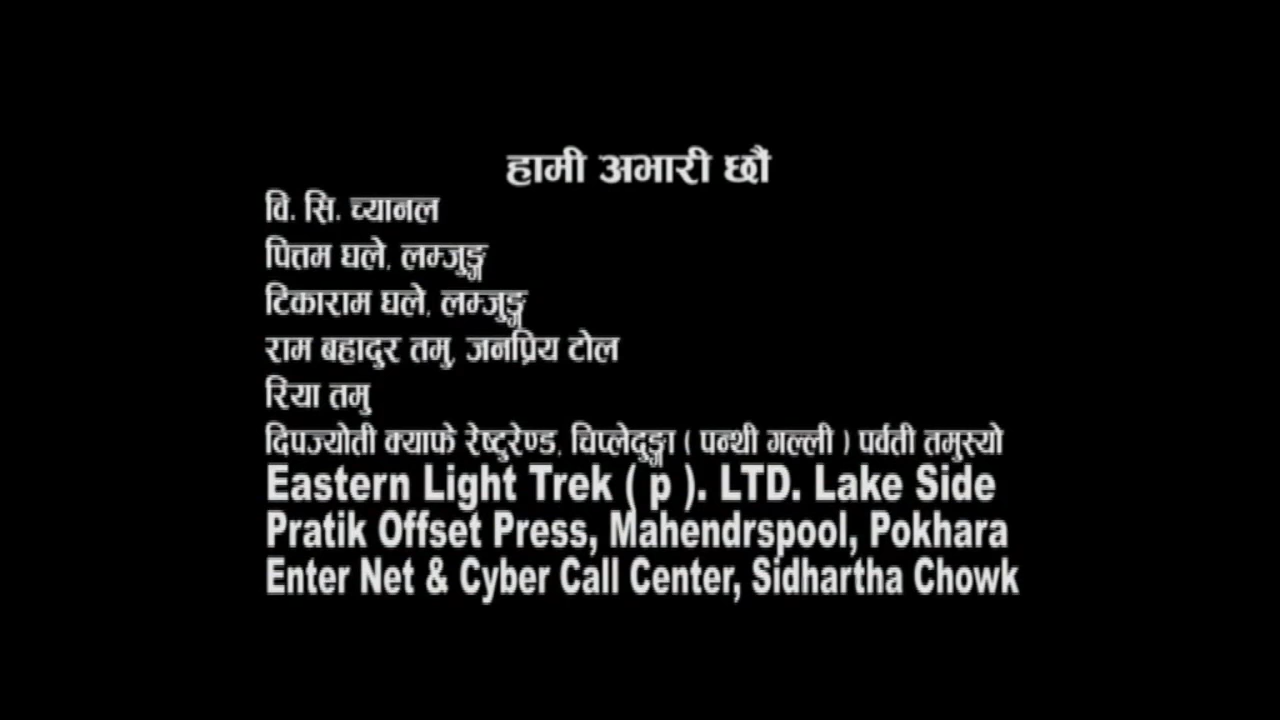 हामी अभारी छौं
वि. सि. च्यानल
पित्तम घले, लम्जुङ्ग
टिकाराम घले, लम्जुङ्ग
राम बहादुर तमु, जनप्रिय टोल
रिया तमु
दिपज्योती क्याफे रेष्टुरेण्ड, चिप्लेदुङ्गा ( पन्थी गल्ली ) पर्वती तमुस्यो
Eastern Light Trek ( p ). LTD. Lake Side
Pratik Offset Press, Mahendrspool, Pokhara
Enter Net & Cyber Call Center, Sidhartha Chowk